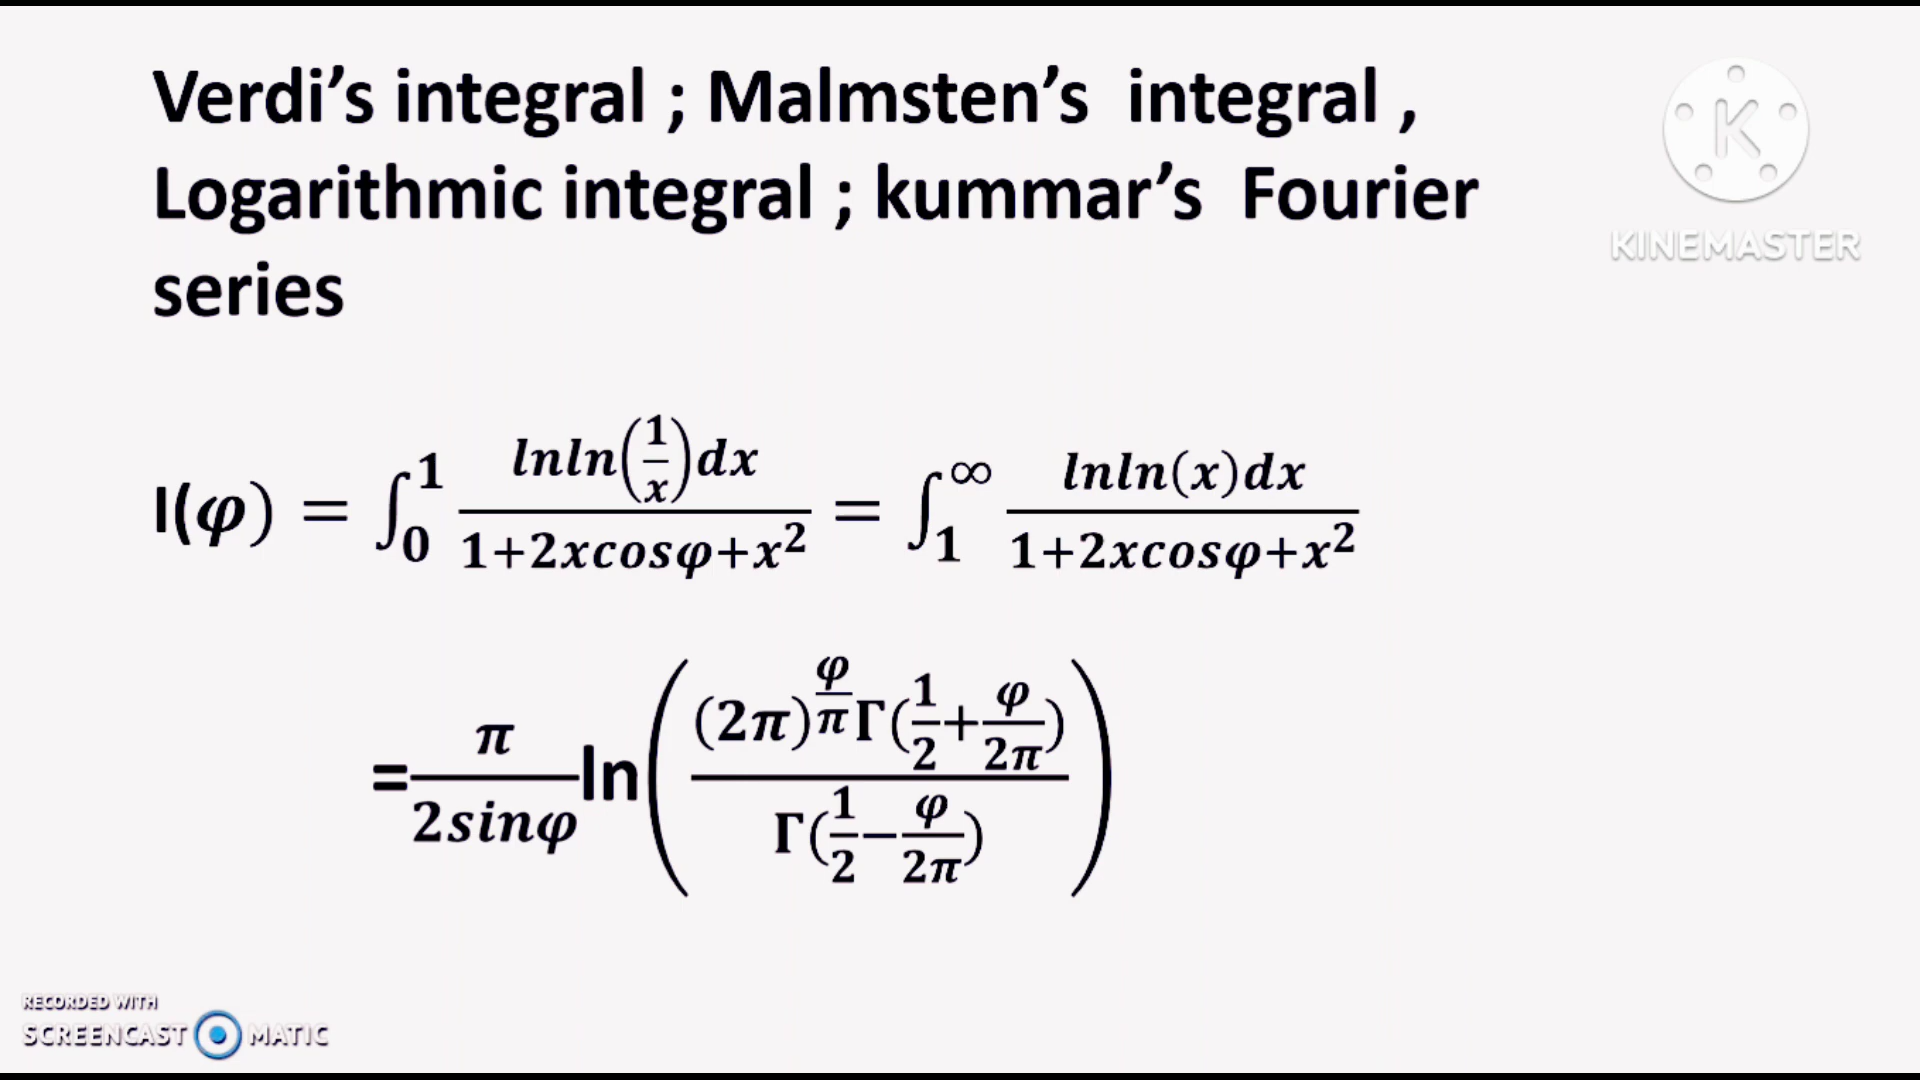 Verdi’s integral ; Malmsten’s integral ,
KINEMASTER
Logarithmic integral ; kummar’s Fourier
series
I(φ) = ∫₀¹ lnln(1/x)dx / 1+2xcosφ+x² = ∫₁^∞ lnln(x)dx / 1+2xcosφ+x²
=π/2sinφ ln((2π)^(φ/π) Γ(1/2+φ/2π) / Γ(1/2−φ/2π))
RECORDED WITH
SCREENCAST MATIC